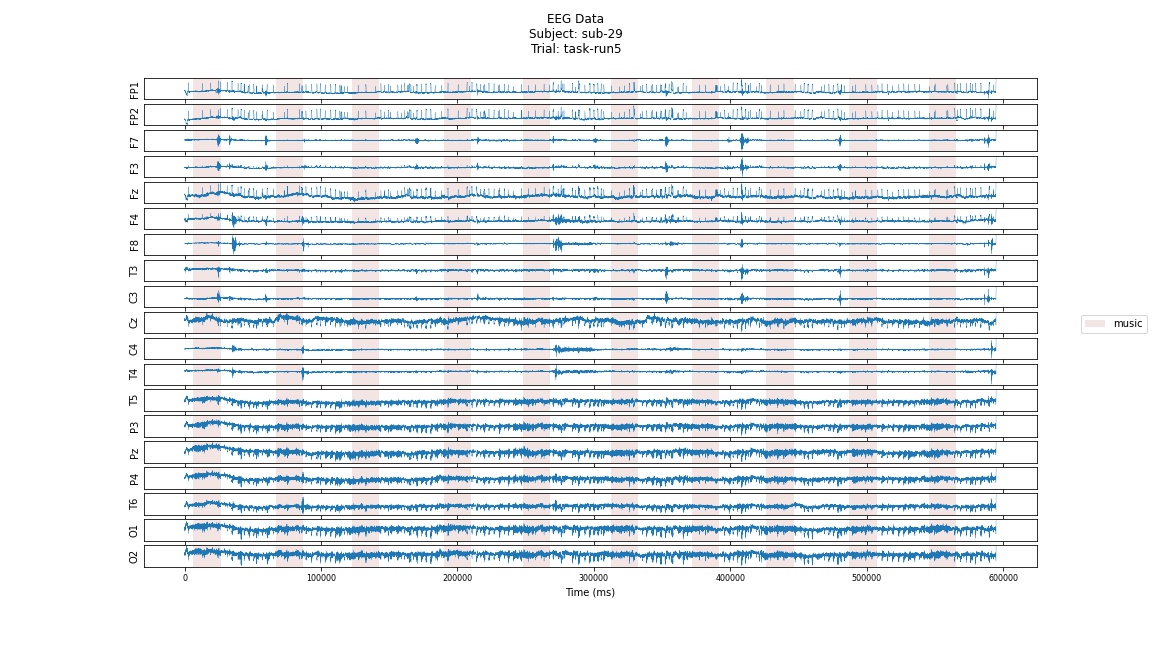 EEG Data
Subject: sub-29
Trial: task-run5
FP1
FP2
F7
F3
Fz
F4
F8
T3
C3
Cz
C4
T4
T5
P3
Pz
P4
T6
O1
O2
music
0 100000 200000 300000 400000 500000 600000
Time (ms)